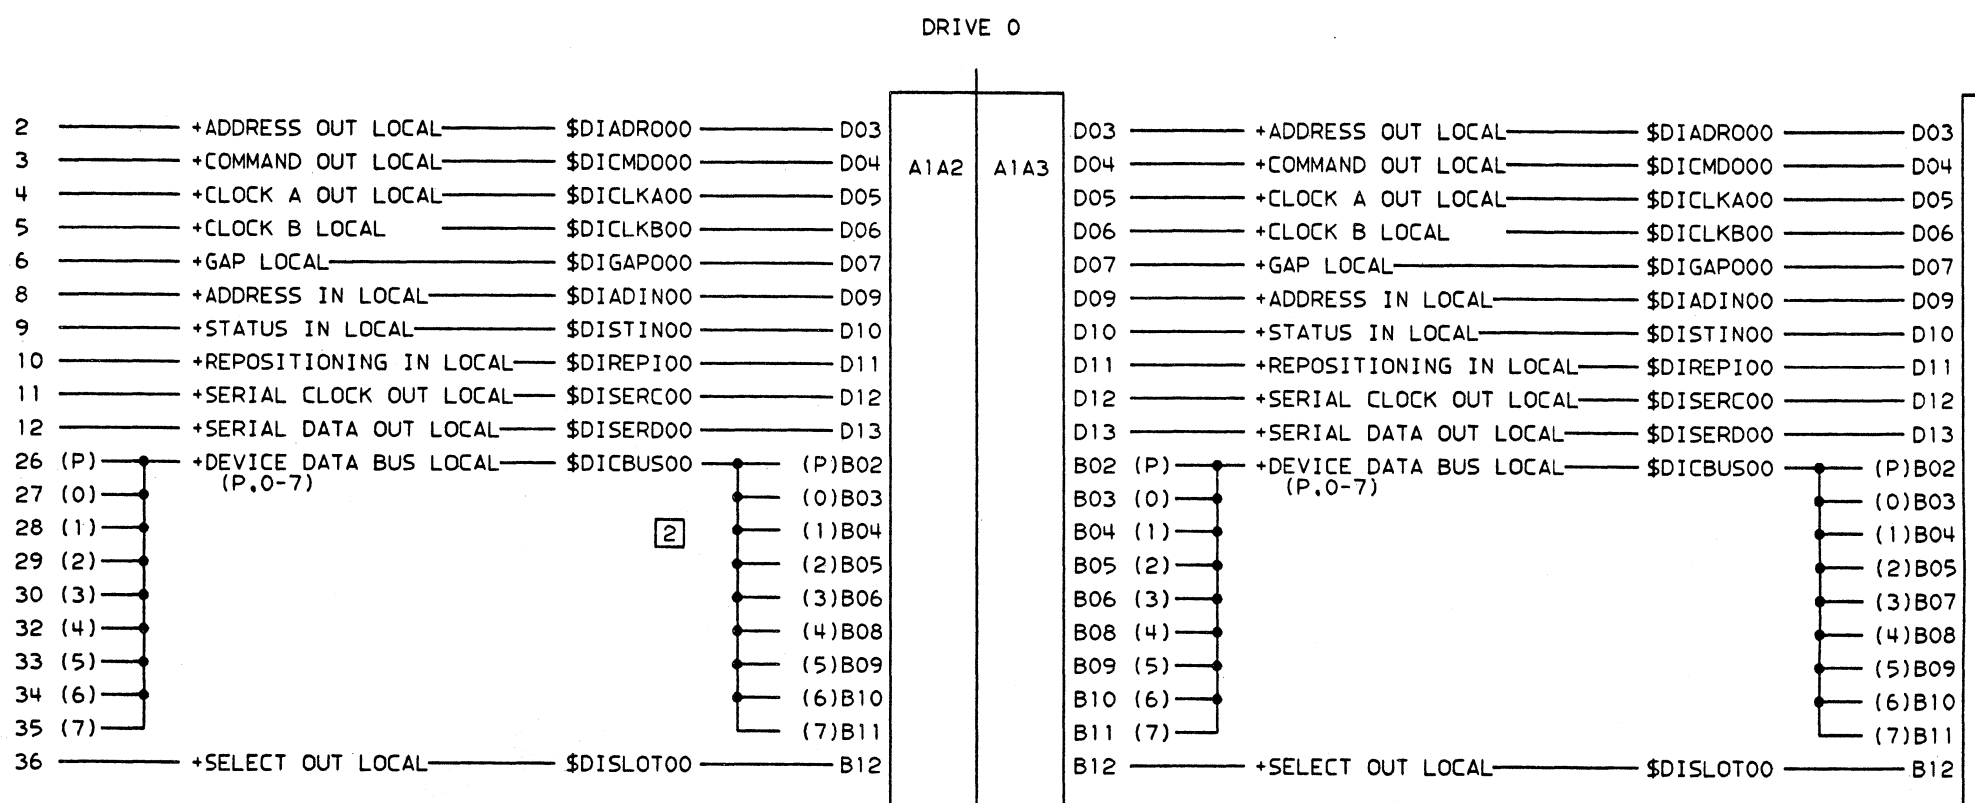 DRIVE 0
2 +ADDRESS OUT LOCAL $DIADRO00 D03 D03 +ADDRESS OUT LOCAL $DIADRO00 D03
3 +COMMAND OUT LOCAL $DICMDO00 D04 A1A2 A1A3 D04 +COMMAND OUT LOCAL $DICMDO00 D04
4 +CLOCK A OUT LOCAL $DICLKA00 D05 D05 +CLOCK A OUT LOCAL $DICLKA00 D05
5 +CLOCK B LOCAL $DICLKB00 D06 D06 +CLOCK B LOCAL $DICLKB00 D06
6 +GAP LOCAL $DIGAPO00 D07 D07 +GAP LOCAL $DIGAPO00 D07
8 +ADDRESS IN LOCAL $DIADIN00 D09 D09 +ADDRESS IN LOCAL $DIADIN00 D09
9 +STATUS IN LOCAL $DISTIN00 D10 D10 +STATUS IN LOCAL $DISTIN00 D10
10 +REPOSITIONING IN LOCAL $DIREPI00 D11 D11 +REPOSITIONING IN LOCAL $DIREPI00 D11
11 +SERIAL CLOCK OUT LOCAL $DISERC00 D12 D12 +SERIAL CLOCK OUT LOCAL $DISERC00 D12
12 +SERIAL DATA OUT LOCAL $DISERD00 D13 D13 +SERIAL DATA OUT LOCAL $DISERD00 D13
26 (P) +DEVICE DATA BUS LOCAL $DICBUS00 (P)B02 B02 (P) +DEVICE DATA BUS LOCAL $DICBUS00 (P)B02
(P,0-7) (P,0-7)
27 (0) (0)B03 B03 (0) (0)B03
28 (1) 2 (1)B04 B04 (1) (1)B04
29 (2) (2)B05 B05 (2) (2)B05
30 (3) (3)B06 B06 (3) (3)B07
32 (4) (4)B08 B08 (4) (4)B08
33 (5) (5)B09 B09 (5) (5)B09
34 (6) (6)B10 B10 (6) (6)B10
35 (7) (7)B11 B11 (7) (7)B11
36 +SELECT OUT LOCAL $DISLOT00 B12 B12 +SELECT OUT LOCAL $DISLOT00 B12